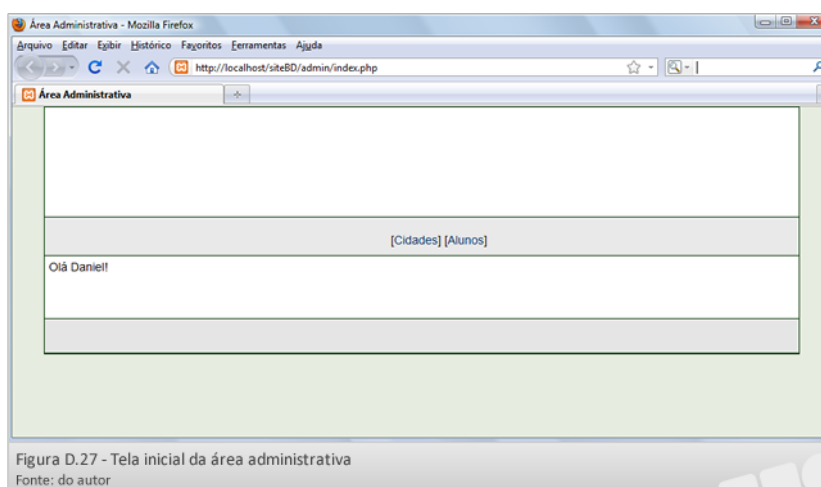 Área Administrativa - Mozilla Firefox
Arquivo Editar Exibir Histórico Favoritos Ferramentas Ajuda
http://localhost/siteBD/admin/index.php
Área Administrativa
[Cidades] [Alunos]
Olá Daniel!
Figura D.27 - Tela inicial da área administrativa
Fonte: do autor